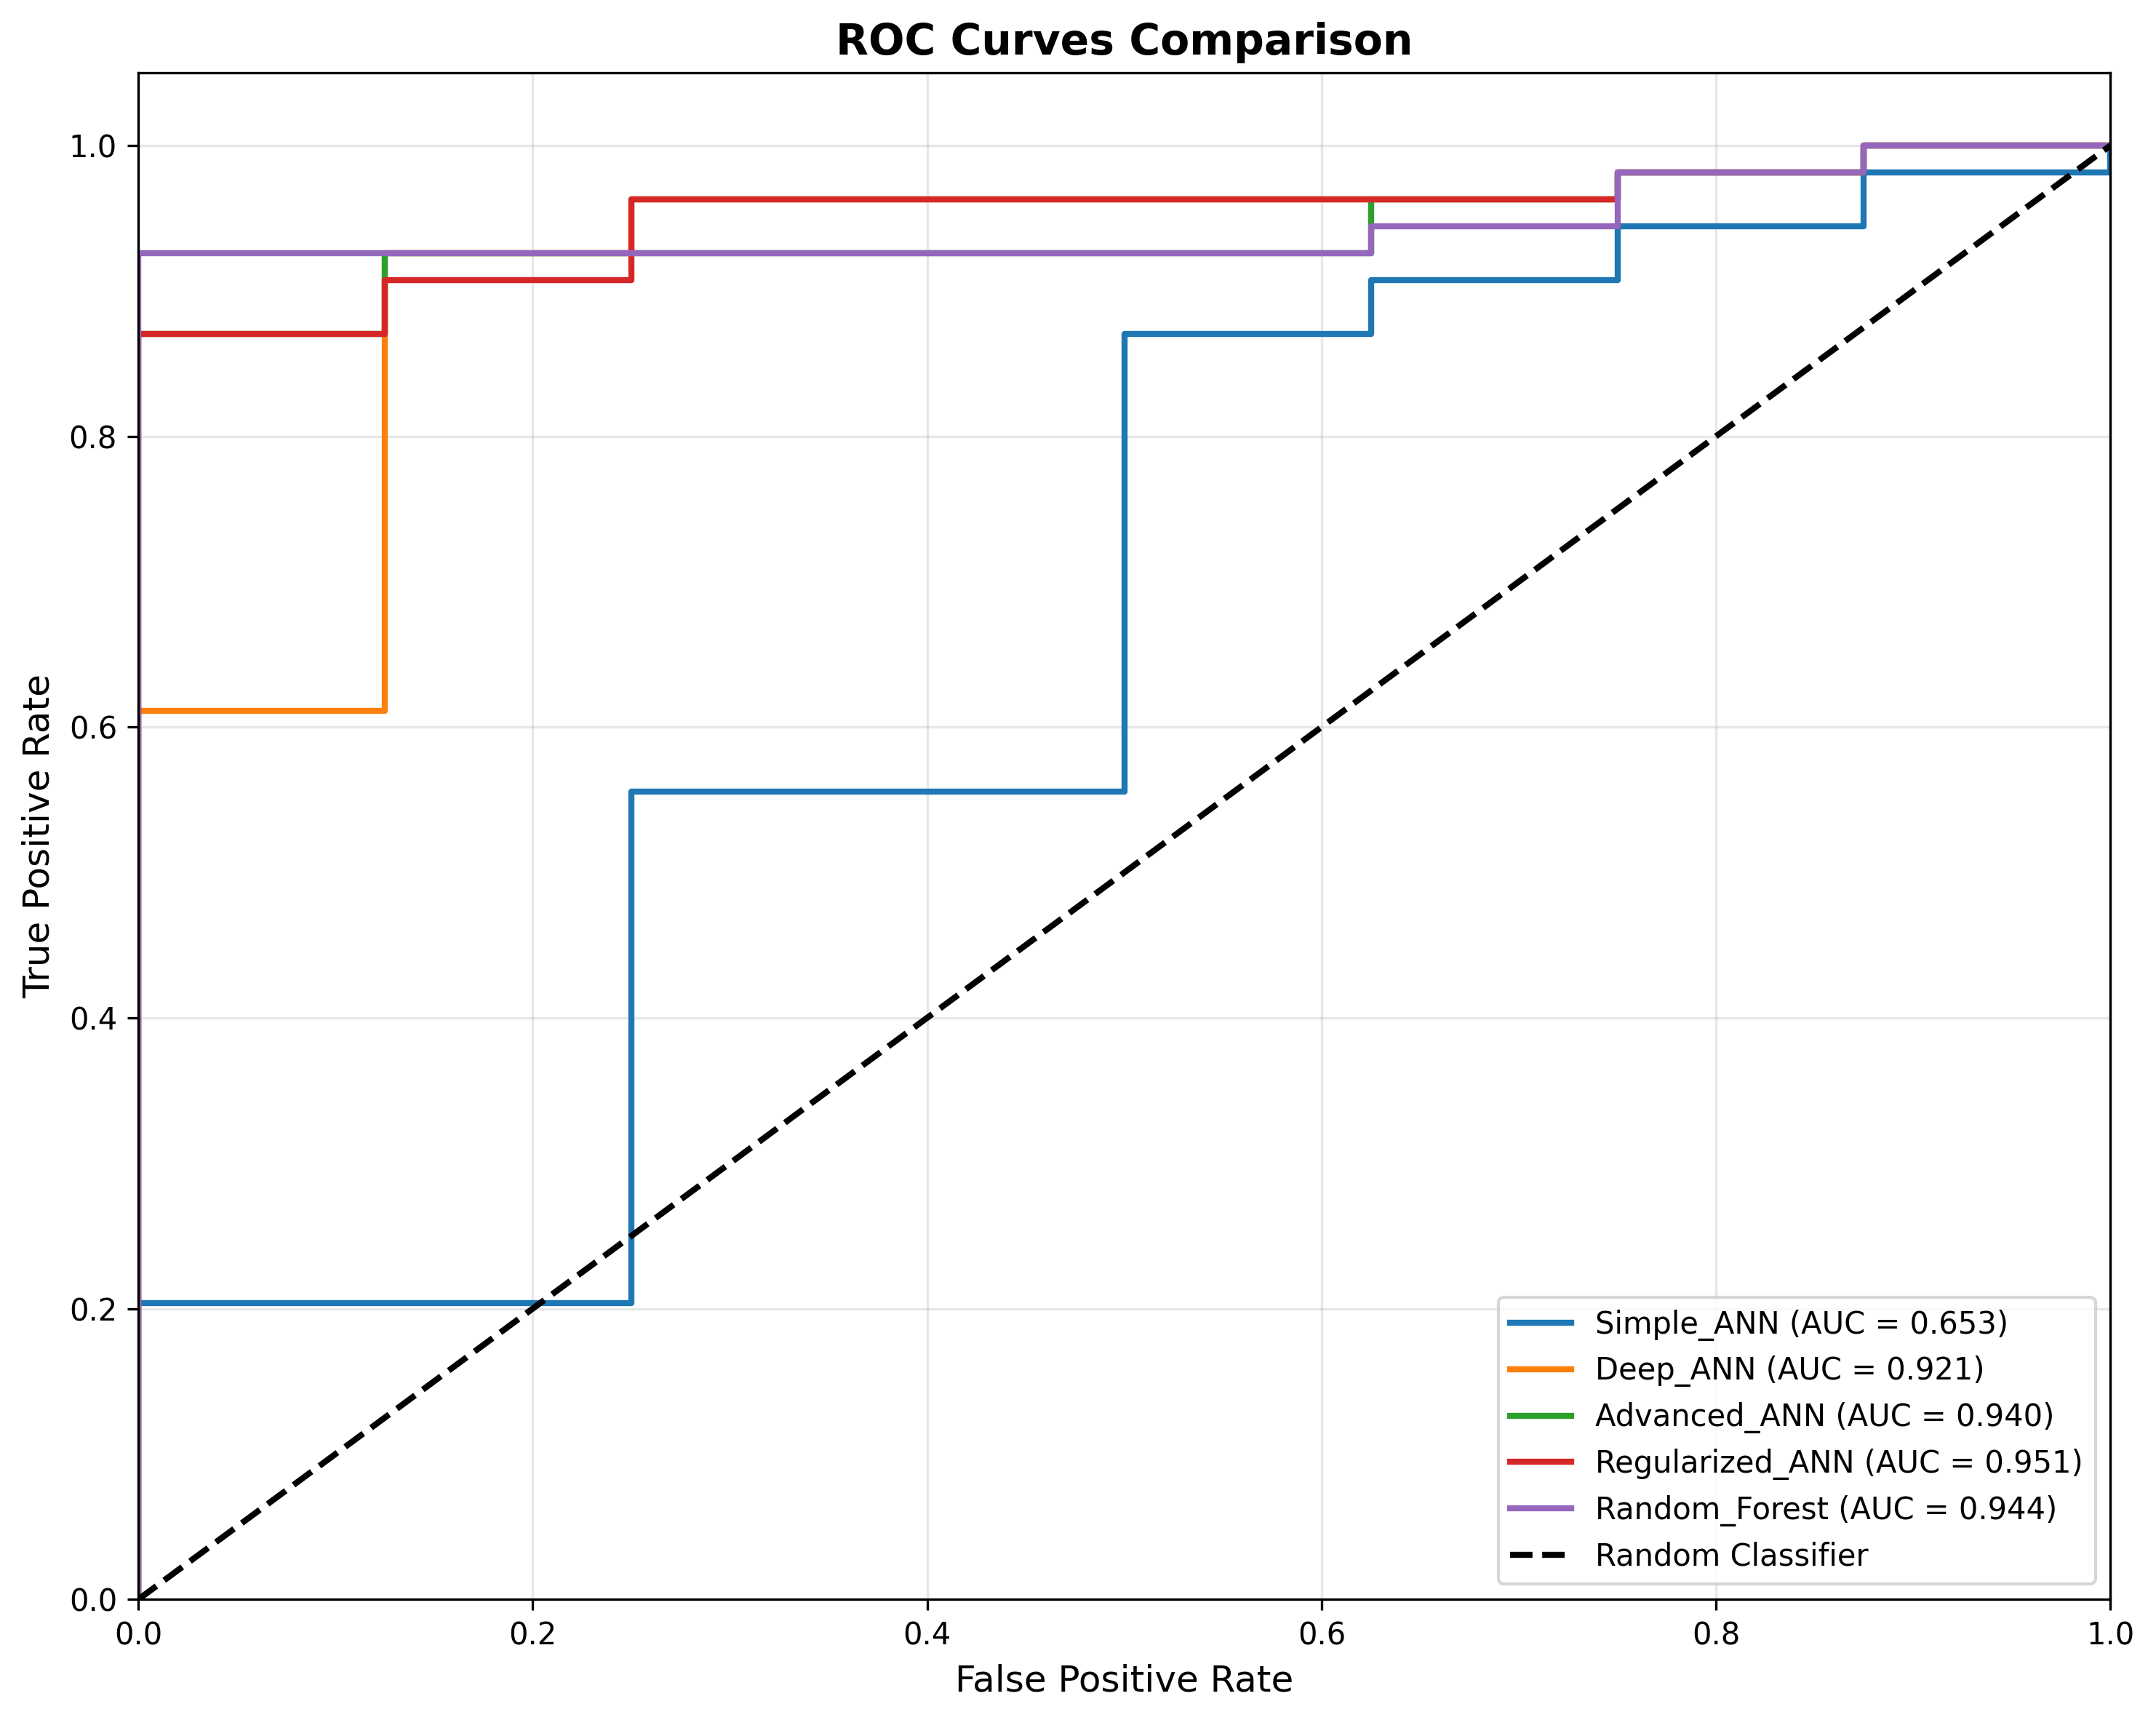 ROC Curves Comparison
1.0
0.8
0.6
0.4
0.2
0.0
True Positive Rate
0.0 0.2 0.4 0.6 0.8 1.0
False Positive Rate
Simple_ANN (AUC = 0.653)
Deep_ANN (AUC = 0.921)
Advanced_ANN (AUC = 0.940)
Regularized_ANN (AUC = 0.951)
Random_Forest (AUC = 0.944)
Random Classifier